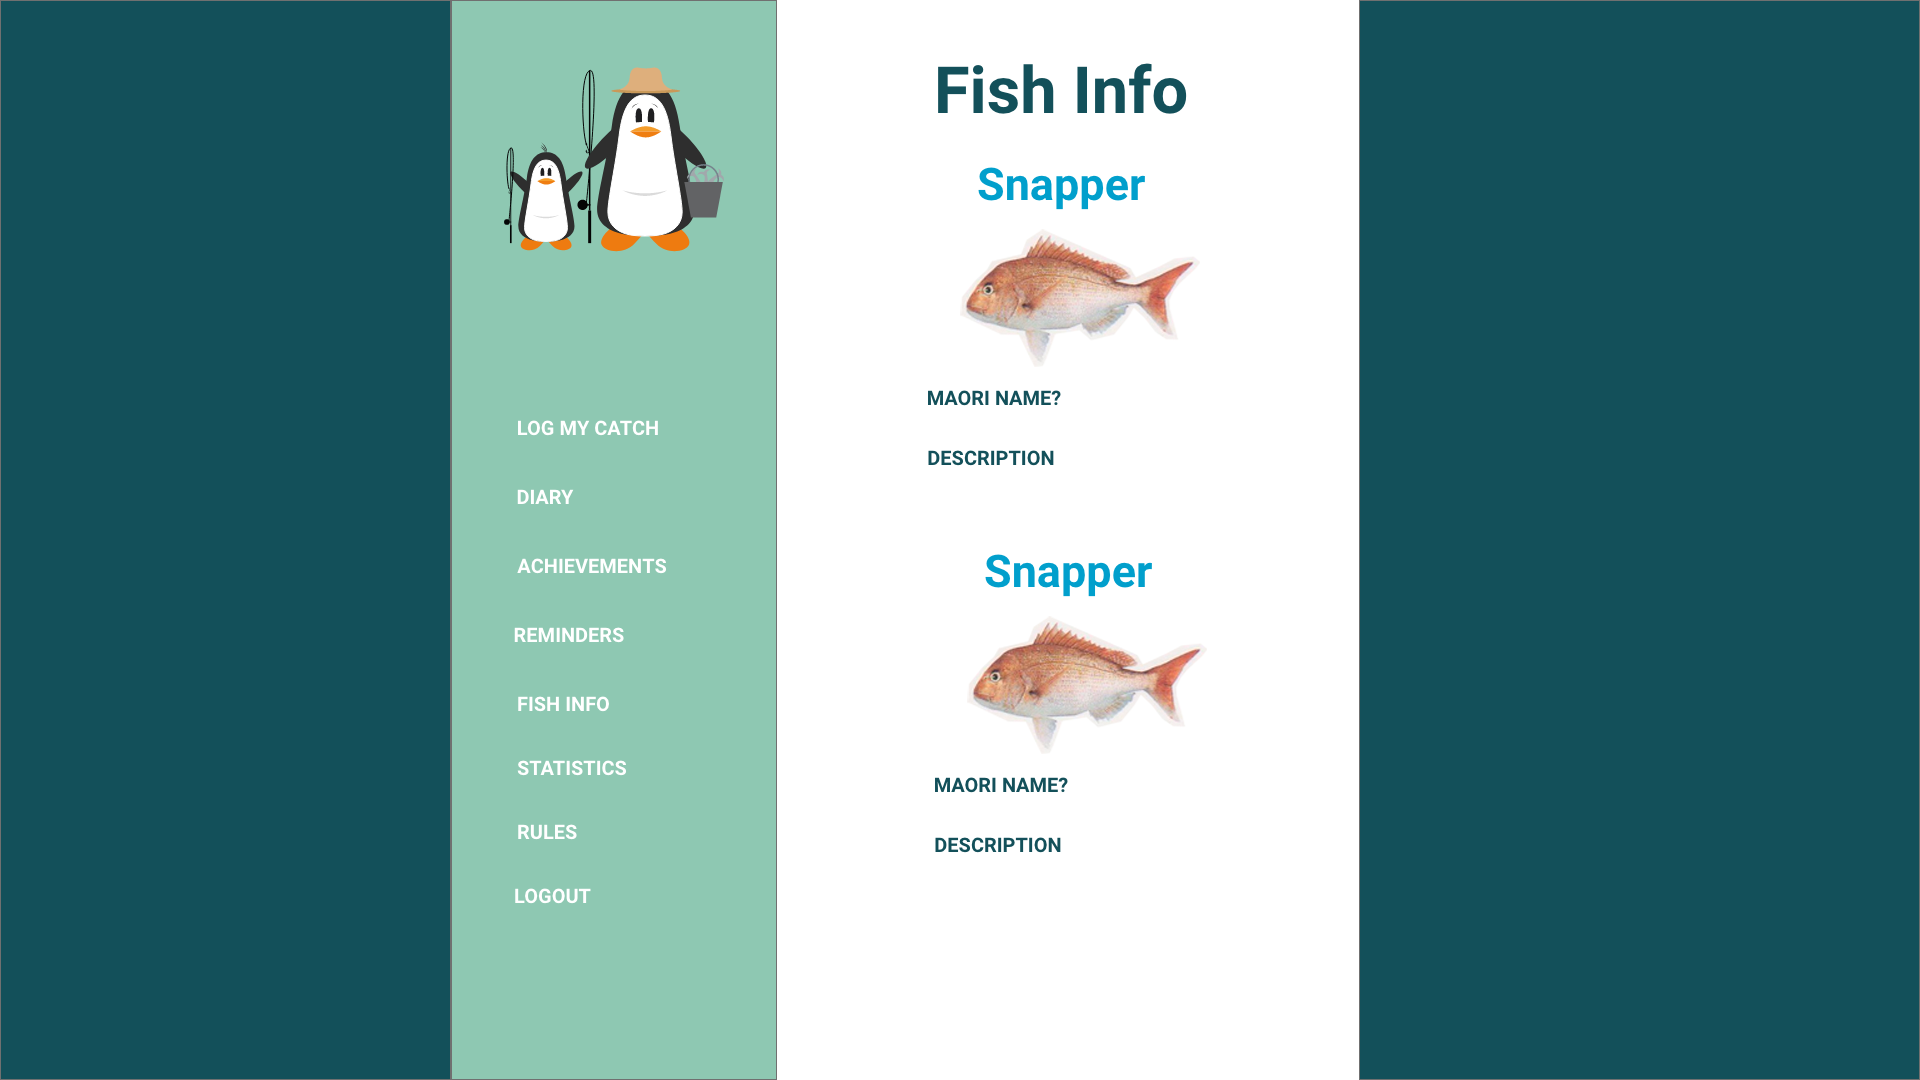 LOG MY CATCH
DIARY
ACHIEVEMENTS
REMINDERS
FISH INFO
STATISTICS
RULES
LOGOUT
Fish Info
Snapper
MAORI NAME?
DESCRIPTION
Snapper
MAORI NAME?
DESCRIPTION